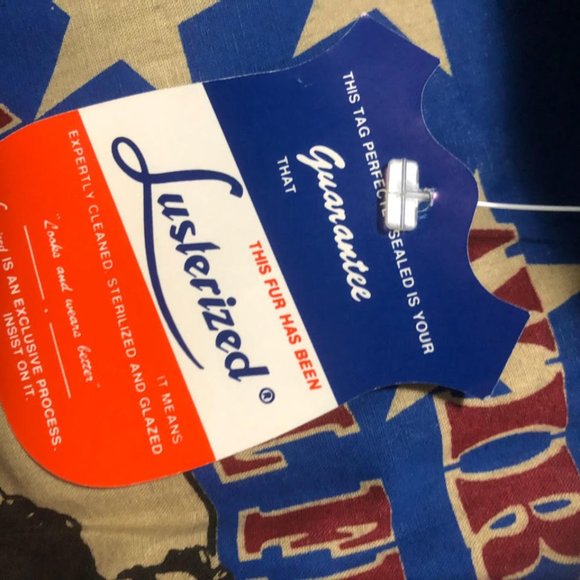 THIS TAG PERFECTLY SEALED IS YOUR
Guarantee
THAT
THIS FUR HAS BEEN
Lusterized®
IT MEANS
EXPERTLY CLEANED, STERILIZED AND GLAZED
"Looks and wears better"
IS AN EXCLUSIVE PROCESS.
INSIST ON IT.